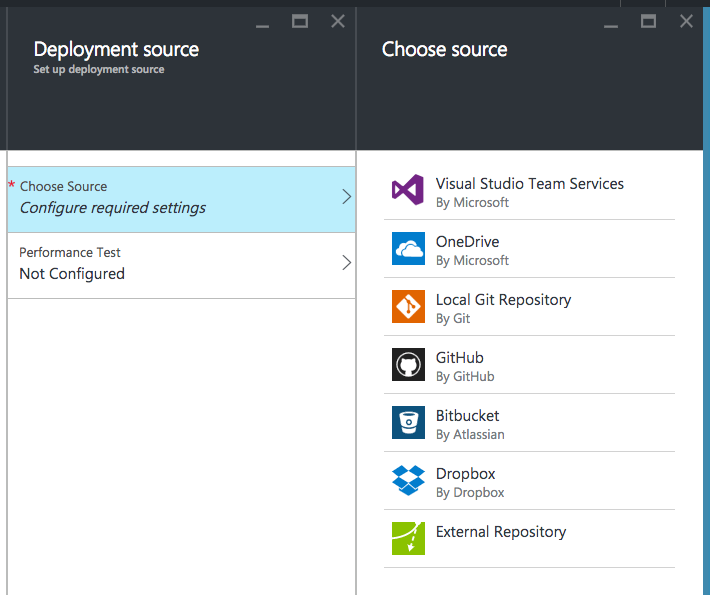 Deployment source
Set up deployment source
* Choose Source
Configure required settings
Performance Test
Not Configured
Choose source
Visual Studio Team Services
By Microsoft
OneDrive
By Microsoft
Local Git Repository
By Git
GitHub
By GitHub
Bitbucket
By Atlassian
Dropbox
By Dropbox
External Repository